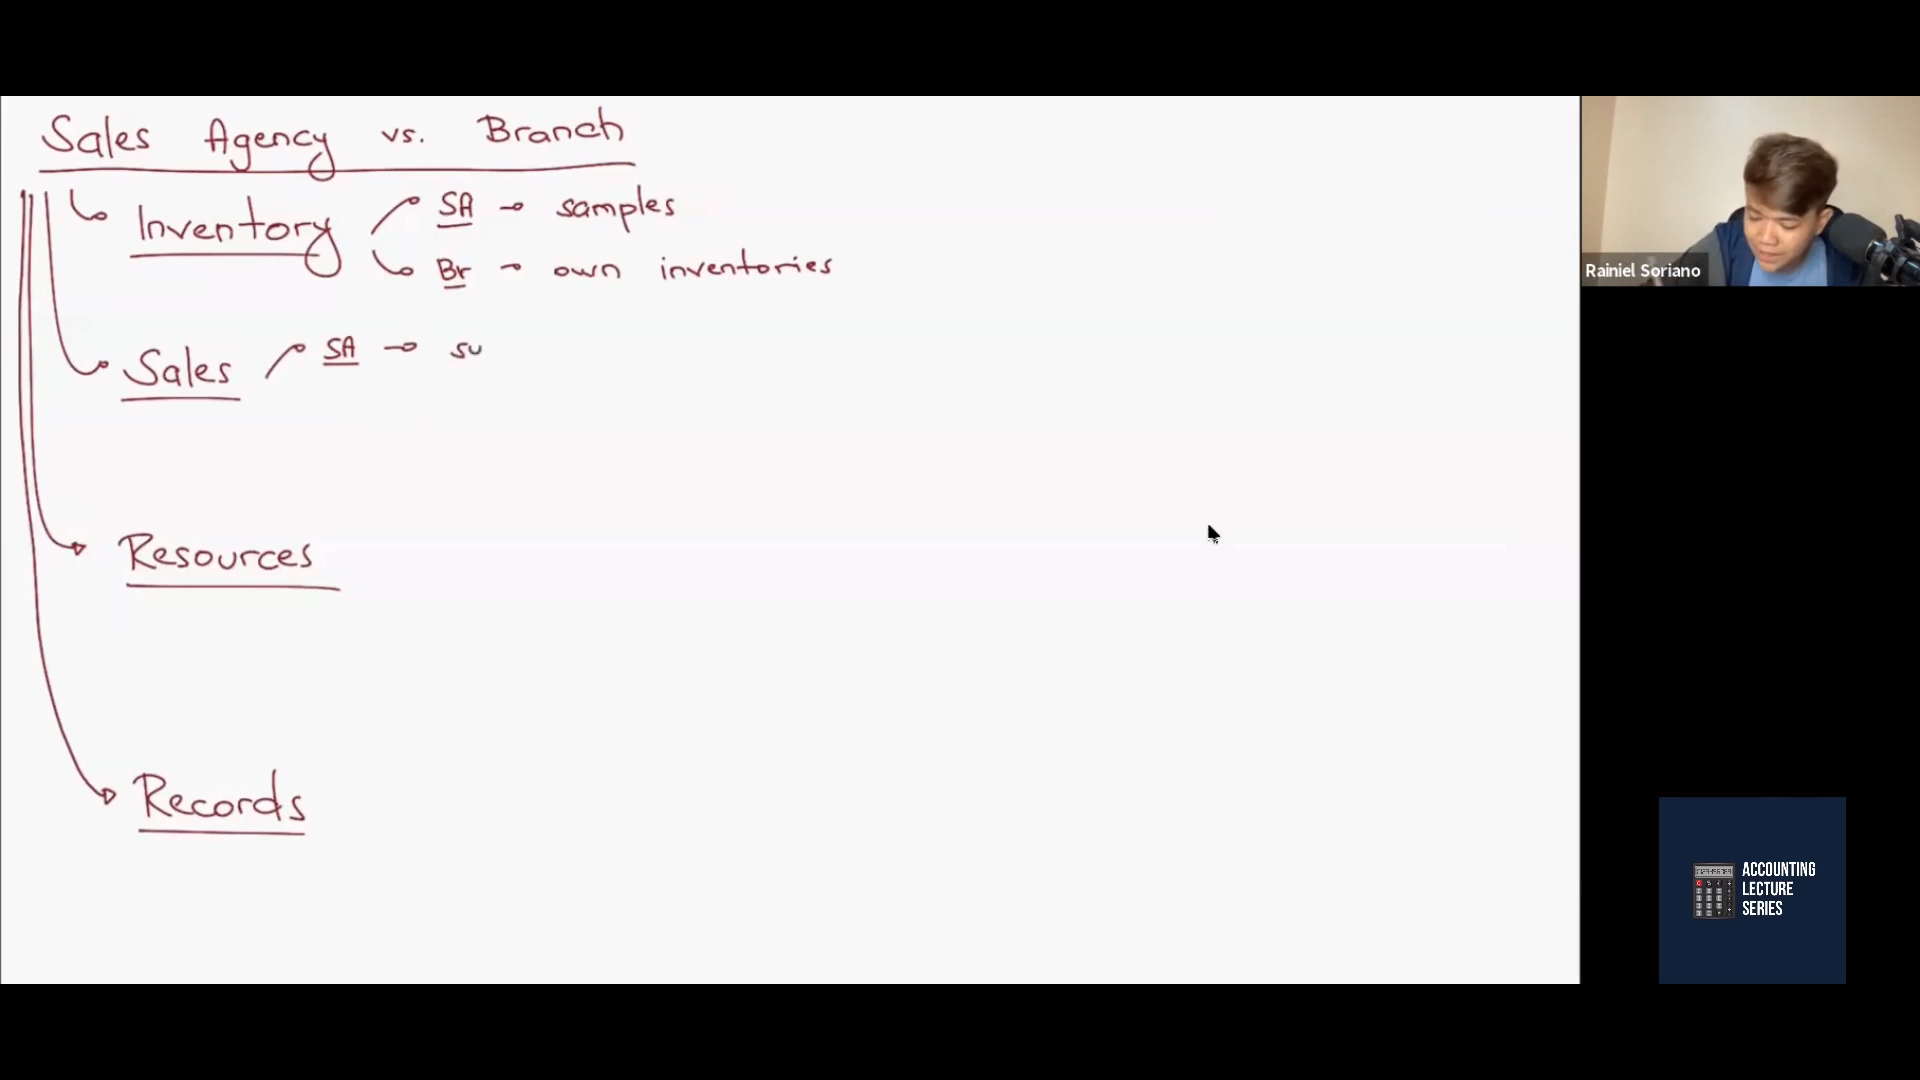 Sales Agency vs. Branch
Inventory
SA → samples
Br → own inventories
Sales
SA → su
Resources
Records
Rainiel Soriano
ACCOUNTING
LECTURE
SERIES